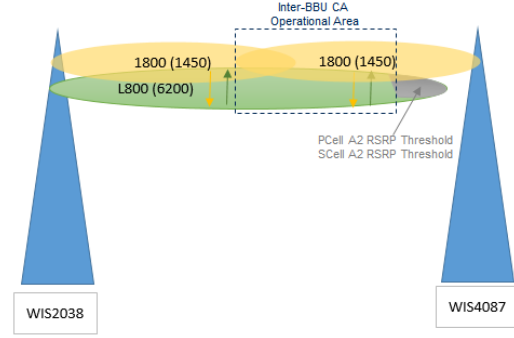 Inter-BBU CA
Operational Area
1800 (1450)
1800 (1450)
L800 (6200)
PCell A2 RSRP Threshold
SCell A2 RSRP Threshold
WIS2038
WIS4087